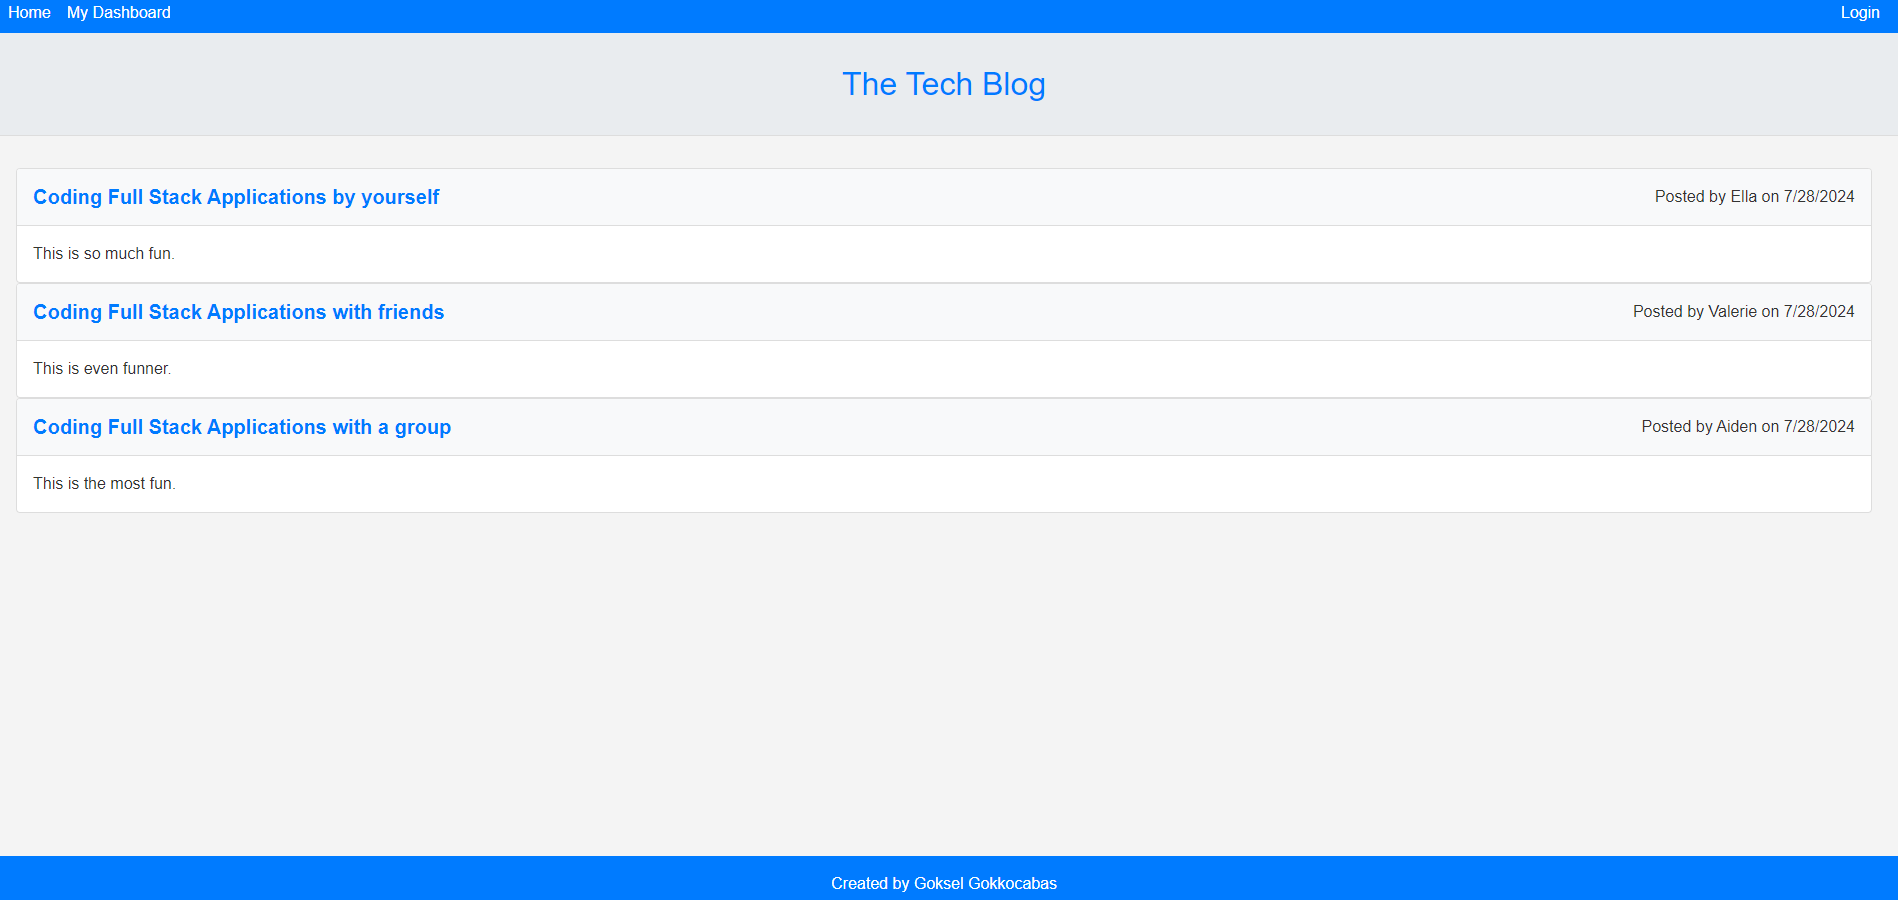 Home My Dashboard Login
The Tech Blog
Coding Full Stack Applications by yourself Posted by Ella on 7/28/2024
This is so much fun.
Coding Full Stack Applications with friends Posted by Valerie on 7/28/2024
This is even funner.
Coding Full Stack Applications with a group Posted by Aiden on 7/28/2024
This is the most fun.
Created by Goksel Gokkocabas